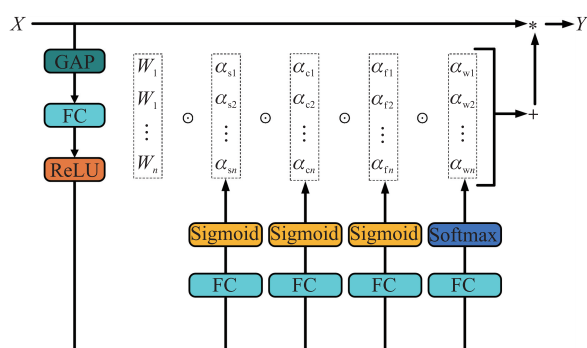 X * Y
GAP
FC
ReLU
W₁ ⊙ αs1 ⊙ αc1 ⊙ αf1 ⊙ αw1
W₁ αs2 αc2 αf2 αw2 +
⋮ ⋮ ⋮ ⋮ ⋮
Wₙ αsn αcn αfn αwn
Sigmoid Sigmoid Sigmoid Softmax
FC FC FC FC